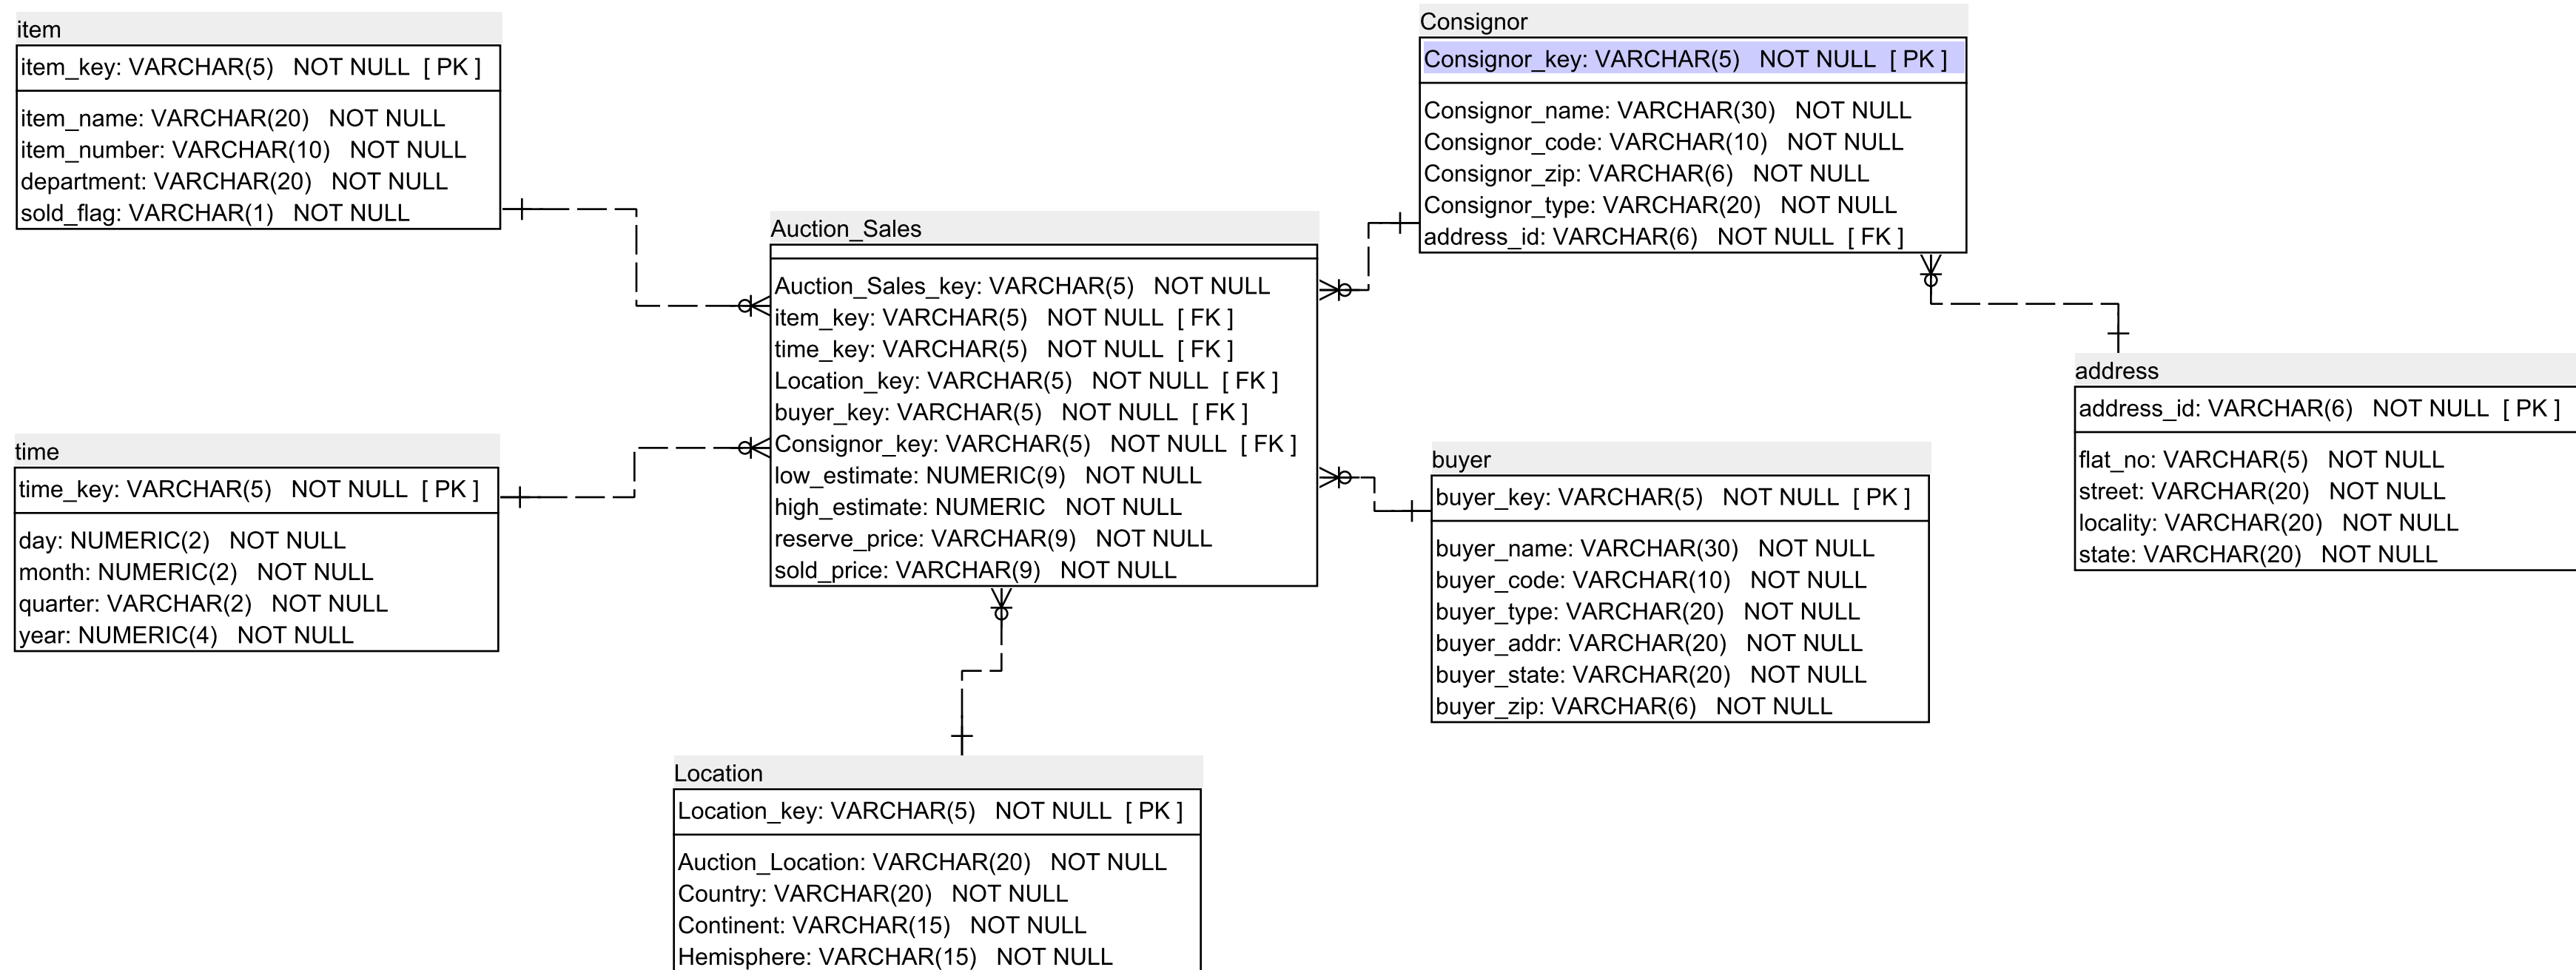 item
item_key: VARCHAR(5) NOT NULL [ PK ]
item_name: VARCHAR(20) NOT NULL
item_number: VARCHAR(10) NOT NULL
department: VARCHAR(20) NOT NULL
sold_flag: VARCHAR(1) NOT NULL
time
time_key: VARCHAR(5) NOT NULL [ PK ]
day: NUMERIC(2) NOT NULL
month: NUMERIC(2) NOT NULL
quarter: VARCHAR(2) NOT NULL
year: NUMERIC(4) NOT NULL
Auction_Sales
Auction_Sales_key: VARCHAR(5) NOT NULL
item_key: VARCHAR(5) NOT NULL [ FK ]
time_key: VARCHAR(5) NOT NULL [ FK ]
Location_key: VARCHAR(5) NOT NULL [ FK ]
buyer_key: VARCHAR(5) NOT NULL [ FK ]
Consignor_key: VARCHAR(5) NOT NULL [ FK ]
low_estimate: NUMERIC(9) NOT NULL
high_estimate: NUMERIC NOT NULL
reserve_price: VARCHAR(9) NOT NULL
sold_price: VARCHAR(9) NOT NULL
Location
Location_key: VARCHAR(5) NOT NULL [ PK ]
Auction_Location: VARCHAR(20) NOT NULL
Country: VARCHAR(20) NOT NULL
Continent: VARCHAR(15) NOT NULL
Hemisphere: VARCHAR(15) NOT NULL
Consignor
Consignor_key: VARCHAR(5) NOT NULL [ PK ]
Consignor_name: VARCHAR(30) NOT NULL
Consignor_code: VARCHAR(10) NOT NULL
Consignor_zip: VARCHAR(6) NOT NULL
Consignor_type: VARCHAR(20) NOT NULL
address_id: VARCHAR(6) NOT NULL [ FK ]
buyer
buyer_key: VARCHAR(5) NOT NULL [ PK ]
buyer_name: VARCHAR(30) NOT NULL
buyer_code: VARCHAR(10) NOT NULL
buyer_type: VARCHAR(20) NOT NULL
buyer_addr: VARCHAR(20) NOT NULL
buyer_state: VARCHAR(20) NOT NULL
buyer_zip: VARCHAR(6) NOT NULL
address
address_id: VARCHAR(6) NOT NULL [ PK ]
flat_no: VARCHAR(5) NOT NULL
street: VARCHAR(20) NOT NULL
locality: VARCHAR(20) NOT NULL
state: VARCHAR(20) NOT NULL